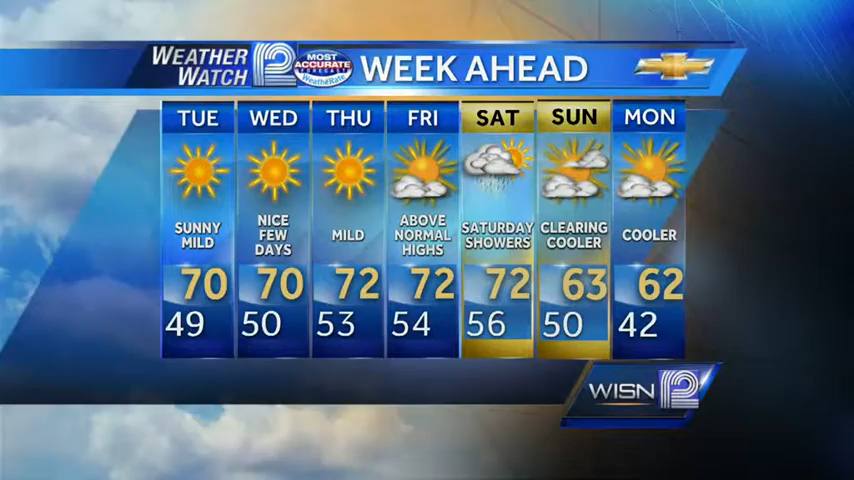 WEATHER WATCH 12 MOST ACCURATE FORECAST WeatheRate WEEK AHEAD
TUE WED THU FRI SAT SUN MON
SUNNY MILD
NICE FEW DAYS
MILD
ABOVE NORMAL HIGHS
SATURDAY SHOWERS
CLEARING COOLER
COOLER
70 70 72 72 72 63 62
49 50 53 54 56 50 42
WISN 12